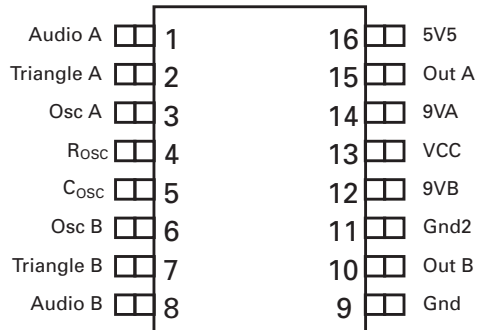 Audio A 1 16 5V5
Triangle A 2 15 Out A
Osc A 3 14 9VA
ROSC 4 13 VCC
COSC 5 12 9VB
Osc B 6 11 Gnd2
Triangle B 7 10 Out B
Audio B 8 9 Gnd